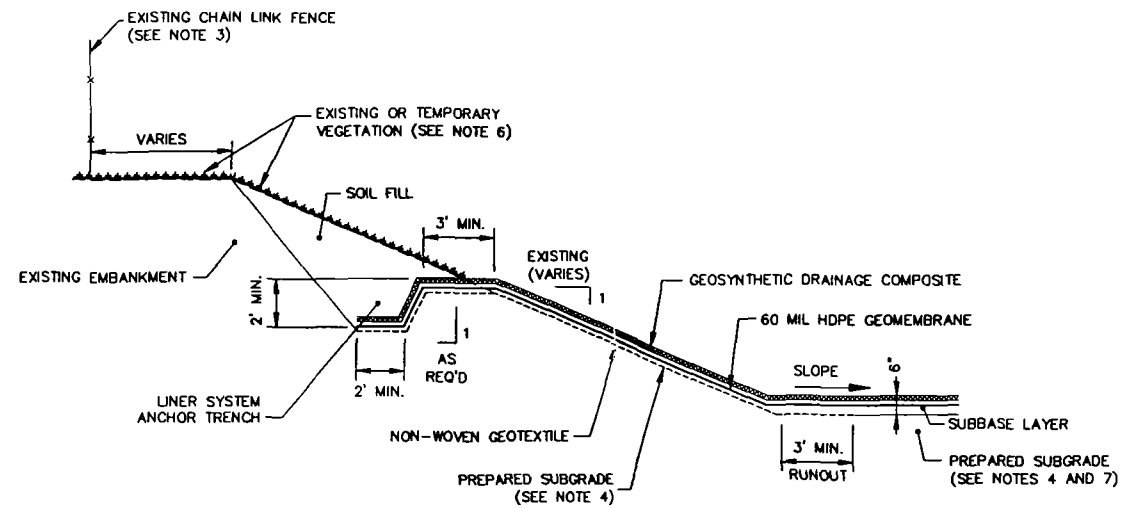 EXISTING CHAIN LINK FENCE
(SEE NOTE 3)
EXISTING OR TEMPORARY
VEGETATION (SEE NOTE 6)
VARIES
SOIL FILL
3' MIN.
EXISTING
(VARIES)
1
EXISTING EMBANKMENT
GEOSYNTHETIC DRAINAGE COMPOSITE
2' MIN.
60 MIL HDPE GEOMEMBRANE
1
AS
REQ'D
SLOPE
6"
2' MIN.
LINER SYSTEM
ANCHOR TRENCH
SUBBASE LAYER
NON-WOVEN GEOTEXTILE
3' MIN.
RUNOUT
PREPARED SUBGRADE
(SEE NOTES 4 AND 7)
PREPARED SUBGRADE
(SEE NOTE 4)